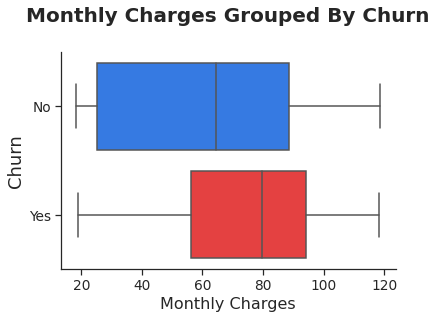 Monthly Charges Grouped By Churn
No
Churn
Yes
20 40 60 80 100 120
Monthly Charges